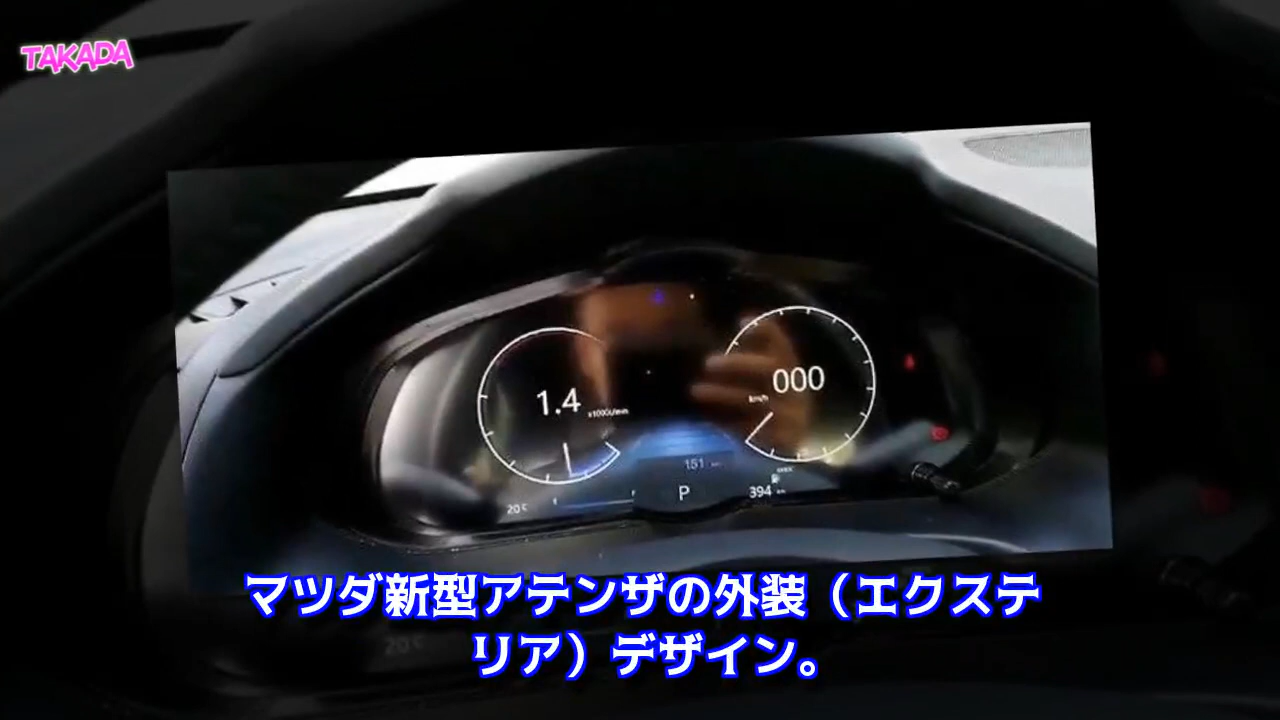 TAKADA
1.4
x1000r/min
000
km/h
151
P
394 km
20℃
マツダ新型アテンザの外装（エクステ
リア）デザイン。